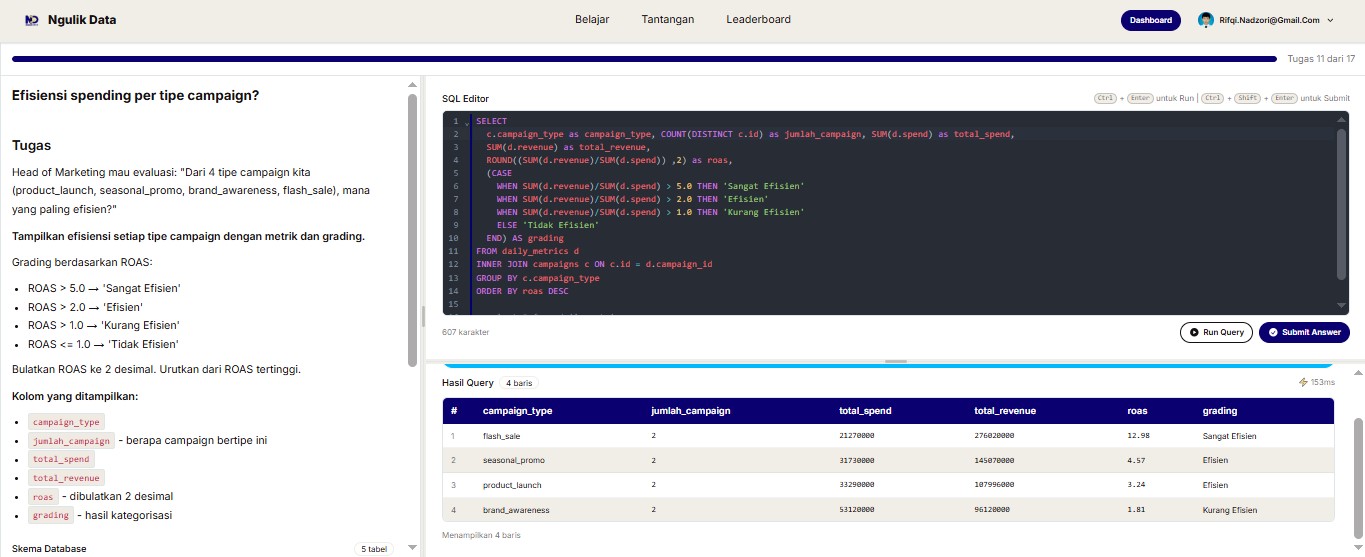 Ngulik Data
Belajar
Tantangan
Leaderboard
Dashboard
Rifqi.Nadzori@Gmail.Com
Tugas 11 dari 17
Efisiensi spending per tipe campaign?
Tugas
Head of Marketing mau evaluasi: "Dari 4 tipe campaign kita
(product_launch, seasonal_promo, brand_awareness, flash_sale), mana
yang paling efisien?"
Tampilkan efisiensi setiap tipe campaign dengan metrik dan grading.
Grading berdasarkan ROAS:
• ROAS > 5.0 → 'Sangat Efisien'
• ROAS > 2.0 → 'Efisien'
• ROAS > 1.0 → 'Kurang Efisien'
• ROAS <= 1.0 → 'Tidak Efisien'
Bulatkan ROAS ke 2 desimal. Urutkan dari ROAS tertinggi.
Kolom yang ditampilkan:
• campaign_type
• jumlah_campaign - berapa campaign bertipe ini
• total_spend
• total_revenue
• roas - dibulatkan 2 desimal
• grading - hasil kategorisasi
Skema Database 5 tabel
SQL Editor
Ctrl + Enter untuk Run | Ctrl + Shift + Enter untuk Submit
1 SELECT
2 c.campaign_type as campaign_type, COUNT(DISTINCT c.id) as jumlah_campaign, SUM(d.spend) as total_spend,
3 SUM(d.revenue) as total_revenue,
4 ROUND((SUM(d.revenue)/SUM(d.spend)) ,2) as roas,
5 (CASE
6 WHEN SUM(d.revenue)/SUM(d.spend) > 5.0 THEN 'Sangat Efisien'
7 WHEN SUM(d.revenue)/SUM(d.spend) > 2.0 THEN 'Efisien'
8 WHEN SUM(d.revenue)/SUM(d.spend) > 1.0 THEN 'Kurang Efisien'
9 ELSE 'Tidak Efisien'
10 END) AS grading
11 FROM daily_metrics d
12 INNER JOIN campaigns c ON c.id = d.campaign_id
13 GROUP BY c.campaign_type
14 ORDER BY roas DESC
15
607 karakter
Run Query
Submit Answer
Hasil Query 4 baris
153ms
# campaign_type jumlah_campaign total_spend total_revenue roas grading
1 flash_sale 2 21270000 276020000 12.98 Sangat Efisien
2 seasonal_promo 2 31730000 145070000 4.57 Efisien
3 product_launch 2 33290000 107996000 3.24 Efisien
4 brand_awareness 2 53120000 96120000 1.81 Kurang Efisien
Menampilkan 4 baris